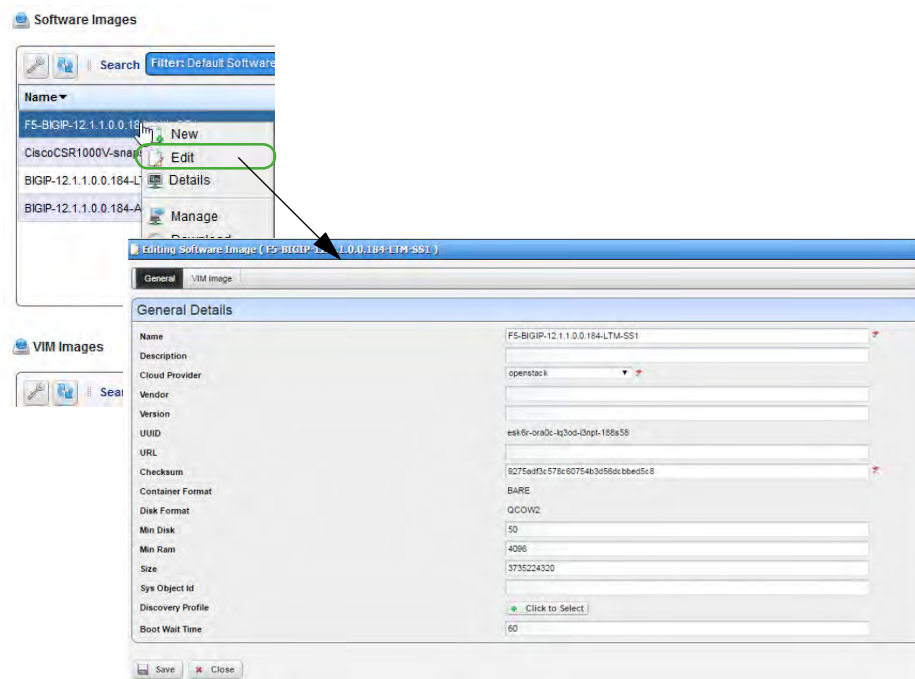 Software Images
Search Filter: Default Software
Name
F5-BIGIP-12.1.1.0.0.18
New
CiscoCSR1000V-snap
Edit
BIGIP-12.1.1.0.0.184-L
Details
BIGIP-12.1.1.0.0.184-A
Manage
Download
Editing Software Image ( F5-BIGIP-12.1.1.0.0.184-LTM-SS1 )
General VIM Image
General Details
Name F5-BIGIP-12.1.1.0.0.184-LTM-SS1
Description
Cloud Provider openstack
Vendor
Version
UUID esk6r-ora0c-lq3od-i3npt-188s58
URL
Checksum 9275adf3c578c60754b3d56dcbbed5c8
Container Format BARE
Disk Format QCOW2
Min Disk 50
Min Ram 4096
Size 3735224320
Sys Object Id
Discovery Profile Click to Select
Boot Wait Time 60
Save Close
VIM Images
Sear